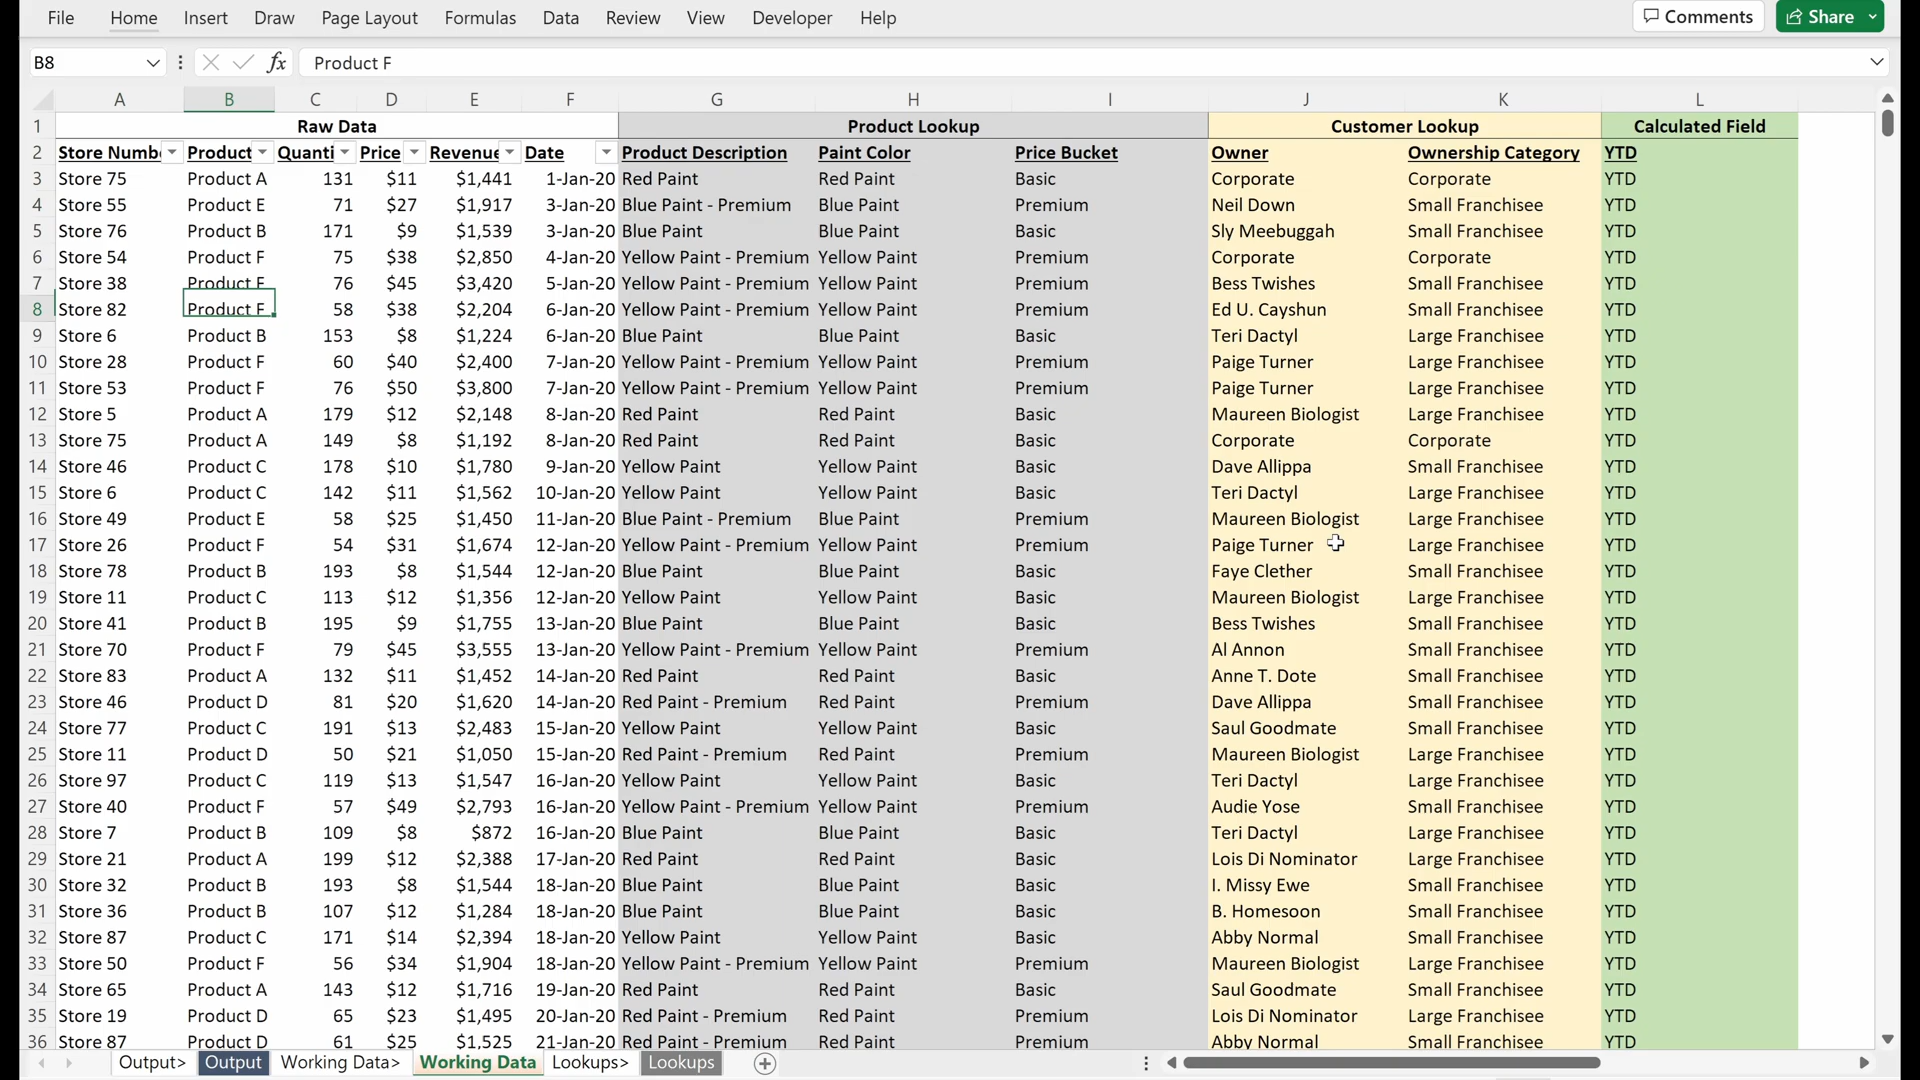 File Home Insert Draw Page Layout Formulas Data Review View Developer Help Comments Share
B8 fx Product F
A B C D E F G H I J K L
1 Raw Data Product Lookup Customer Lookup Calculated Field
2 Store Numb Product Quanti Price Revenue Date Product Description Paint Color Price Bucket Owner Ownership Category YTD
3 Store 75 Product A 131 $11 $1,441 1-Jan-20 Red Paint Red Paint Basic Corporate Corporate YTD
4 Store 55 Product E 71 $27 $1,917 3-Jan-20 Blue Paint - Premium Blue Paint Premium Neil Down Small Franchisee YTD
5 Store 76 Product B 171 $9 $1,539 3-Jan-20 Blue Paint Blue Paint Basic Sly Meebuggah Small Franchisee YTD
6 Store 54 Product F 75 $38 $2,850 4-Jan-20 Yellow Paint - Premium Yellow Paint Premium Corporate Corporate YTD
7 Store 38 Product F 76 $45 $3,420 5-Jan-20 Yellow Paint - Premium Yellow Paint Premium Bess Twishes Small Franchisee YTD
8 Store 82 Product F 58 $38 $2,204 6-Jan-20 Yellow Paint - Premium Yellow Paint Premium Ed U. Cayshun Small Franchisee YTD
9 Store 6 Product B 153 $8 $1,224 6-Jan-20 Blue Paint Blue Paint Basic Teri Dactyl Large Franchisee YTD
10 Store 28 Product F 60 $40 $2,400 7-Jan-20 Yellow Paint - Premium Yellow Paint Premium Paige Turner Large Franchisee YTD
11 Store 53 Product F 76 $50 $3,800 7-Jan-20 Yellow Paint - Premium Yellow Paint Premium Paige Turner Large Franchisee YTD
12 Store 5 Product A 179 $12 $2,148 8-Jan-20 Red Paint Red Paint Basic Maureen Biologist Large Franchisee YTD
13 Store 75 Product A 149 $8 $1,192 8-Jan-20 Red Paint Red Paint Basic Corporate Corporate YTD
14 Store 46 Product C 178 $10 $1,780 9-Jan-20 Yellow Paint Yellow Paint Basic Dave Allippa Small Franchisee YTD
15 Store 6 Product C 142 $11 $1,562 10-Jan-20 Yellow Paint Yellow Paint Basic Teri Dactyl Large Franchisee YTD
16 Store 49 Product E 58 $25 $1,450 11-Jan-20 Blue Paint - Premium Blue Paint Premium Maureen Biologist Large Franchisee YTD
17 Store 26 Product F 54 $31 $1,674 12-Jan-20 Yellow Paint - Premium Yellow Paint Premium Paige Turner Large Franchisee YTD
18 Store 78 Product B 193 $8 $1,544 12-Jan-20 Blue Paint Blue Paint Basic Faye Clether Small Franchisee YTD
19 Store 11 Product C 113 $12 $1,356 12-Jan-20 Yellow Paint Yellow Paint Basic Maureen Biologist Large Franchisee YTD
20 Store 41 Product B 195 $9 $1,755 13-Jan-20 Blue Paint Blue Paint Basic Bess Twishes Small Franchisee YTD
21 Store 70 Product F 79 $45 $3,555 13-Jan-20 Yellow Paint - Premium Yellow Paint Premium Al Annon Small Franchisee YTD
22 Store 83 Product A 132 $11 $1,452 14-Jan-20 Red Paint Red Paint Basic Anne T. Dote Small Franchisee YTD
23 Store 46 Product D 81 $20 $1,620 14-Jan-20 Red Paint - Premium Red Paint Premium Dave Allippa Small Franchisee YTD
24 Store 77 Product C 191 $13 $2,483 15-Jan-20 Yellow Paint Yellow Paint Basic Saul Goodmate Small Franchisee YTD
25 Store 11 Product D 50 $21 $1,050 15-Jan-20 Red Paint - Premium Red Paint Premium Maureen Biologist Large Franchisee YTD
26 Store 97 Product C 119 $13 $1,547 16-Jan-20 Yellow Paint Yellow Paint Basic Teri Dactyl Large Franchisee YTD
27 Store 40 Product F 57 $49 $2,793 16-Jan-20 Yellow Paint - Premium Yellow Paint Premium Audie Yose Small Franchisee YTD
28 Store 7 Product B 109 $8 $872 16-Jan-20 Blue Paint Blue Paint Basic Teri Dactyl Large Franchisee YTD
29 Store 21 Product A 199 $12 $2,388 17-Jan-20 Red Paint Red Paint Basic Lois Di Nominator Large Franchisee YTD
30 Store 32 Product B 193 $8 $1,544 18-Jan-20 Blue Paint Blue Paint Basic I. Missy Ewe Small Franchisee YTD
31 Store 36 Product B 107 $12 $1,284 18-Jan-20 Blue Paint Blue Paint Basic B. Homesoon Small Franchisee YTD
32 Store 87 Product C 171 $14 $2,394 18-Jan-20 Yellow Paint Yellow Paint Basic Abby Normal Small Franchisee YTD
33 Store 50 Product F 56 $34 $1,904 18-Jan-20 Yellow Paint - Premium Yellow Paint Premium Maureen Biologist Large Franchisee YTD
34 Store 65 Product A 143 $12 $1,716 19-Jan-20 Red Paint Red Paint Basic Saul Goodmate Small Franchisee YTD
35 Store 19 Product D 65 $23 $1,495 20-Jan-20 Red Paint - Premium Red Paint Premium Lois Di Nominator Large Franchisee YTD
36 Store 87 Product D 61 $25 $1,525 21-Jan-20 Red Paint - Premium Red Paint Premium Abby Normal Small Franchisee YTD
Output> Output Working Data> Working Data Lookups> Lookups